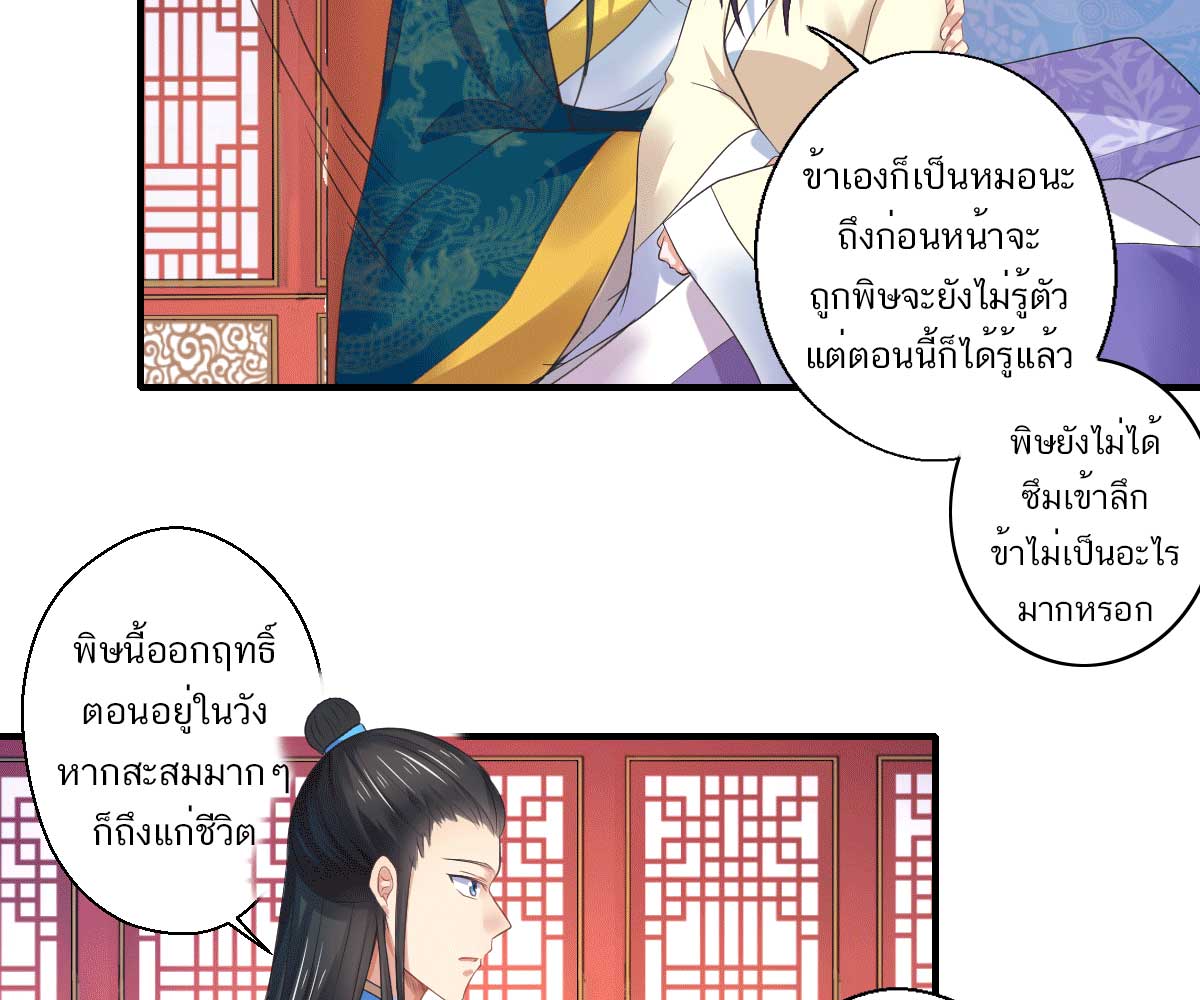 ข้าเองก็เป็นหมอนะ
ถึงก่อนหน้าจะ
ถูกพิษจะยังไม่รู้ตัว
แต่ตอนนี้ก็ได้รู้แล้ว
พิษยังไม่ได้
ซึมเข้าลึก
ข้าไม่เป็นอะไร
มากหรอก
พิษนี้ออกฤทธิ์
ตอนอยู่ในวัง
หากสะสมมากๆ
ก็ถึงแก่ชีวิต